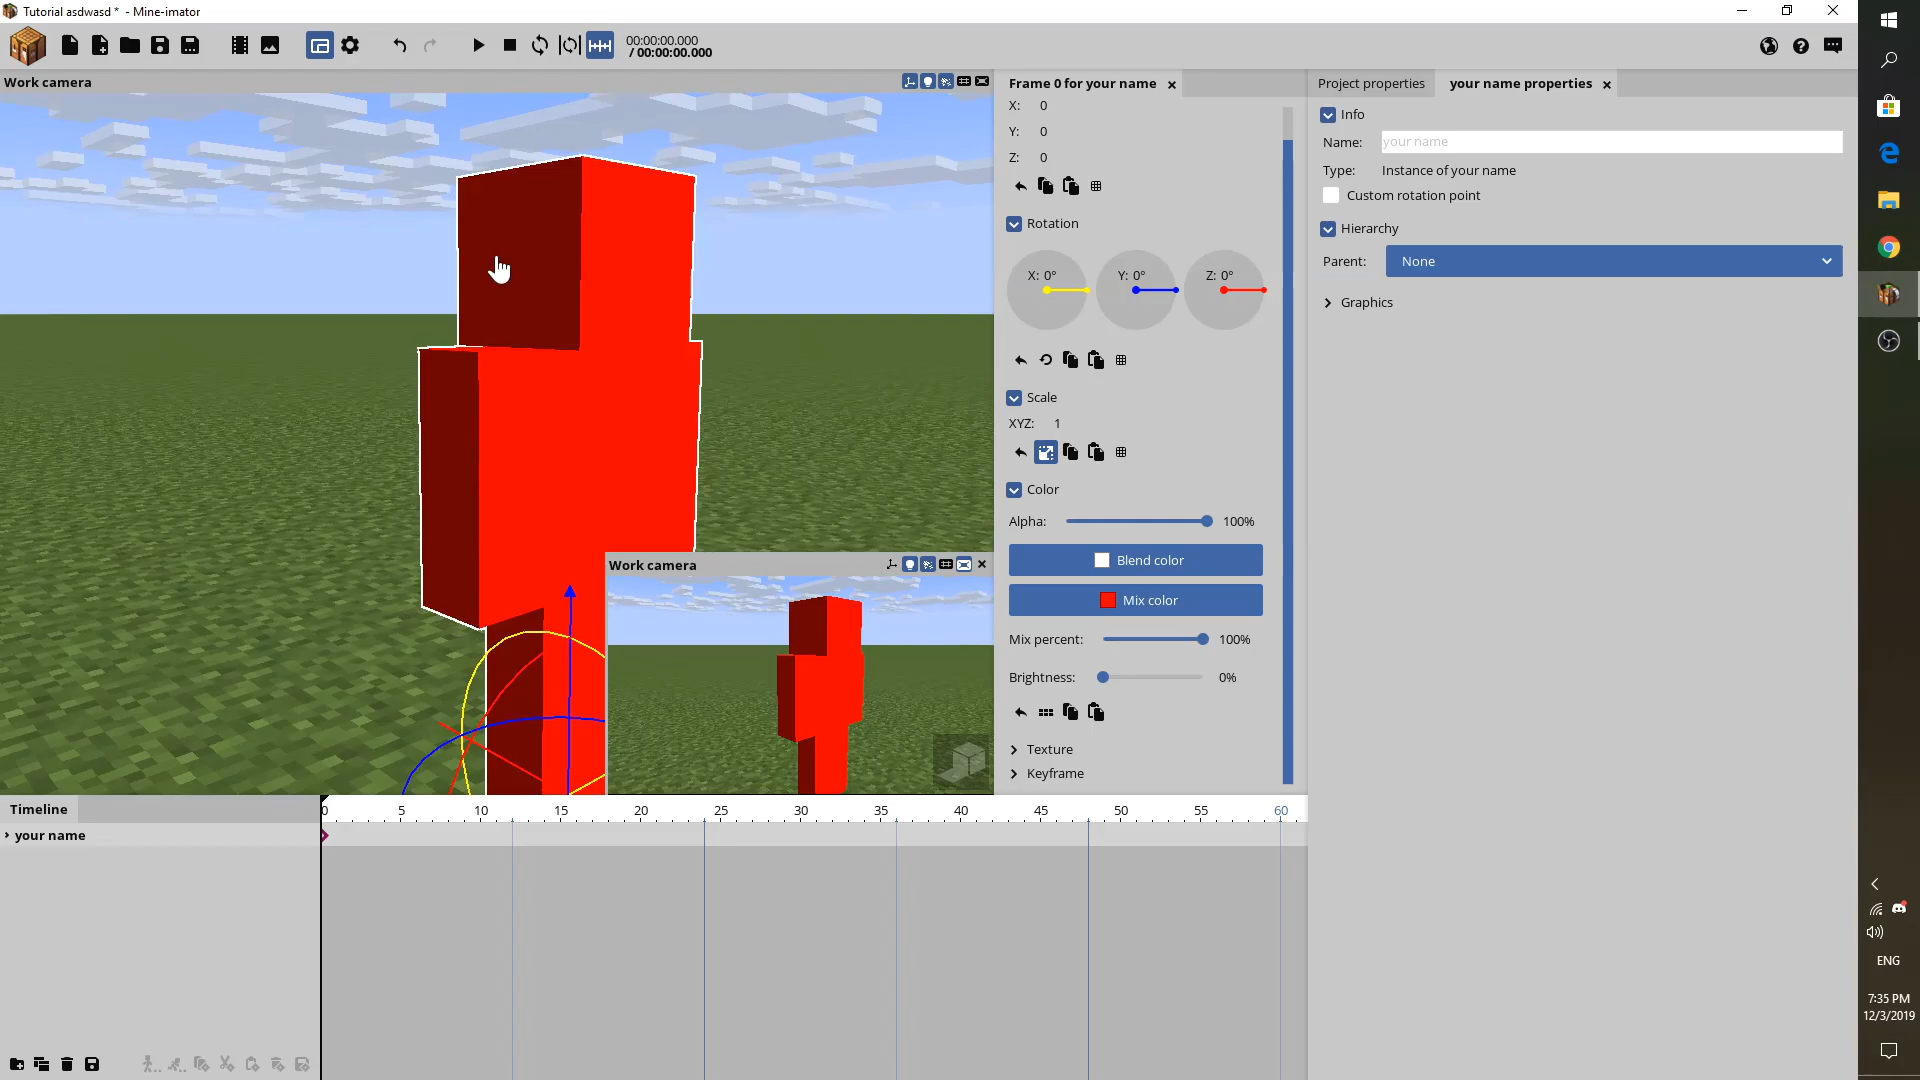 Tutorial asdwasd * - Mine-imator
00:00:00.000
/ 00:00:00.000
Work camera
Frame 0 for your name
X: 0
Y: 0
Z: 0
Rotation
X: 0° Y: 0° Z: 0°
Scale
XYZ: 1
Color
Alpha: 100%
Blend color
Mix color
Mix percent: 100%
Brightness: 0%
Texture
Keyframe
Project properties
your name properties
Info
Name: your name
Type: Instance of your name
Custom rotation point
Hierarchy
Parent: None
Graphics
Work camera
Timeline
0 5 10 15 20 25 30 35 40 45 50 55 60
your name
ENG
7:35 PM
12/3/2019